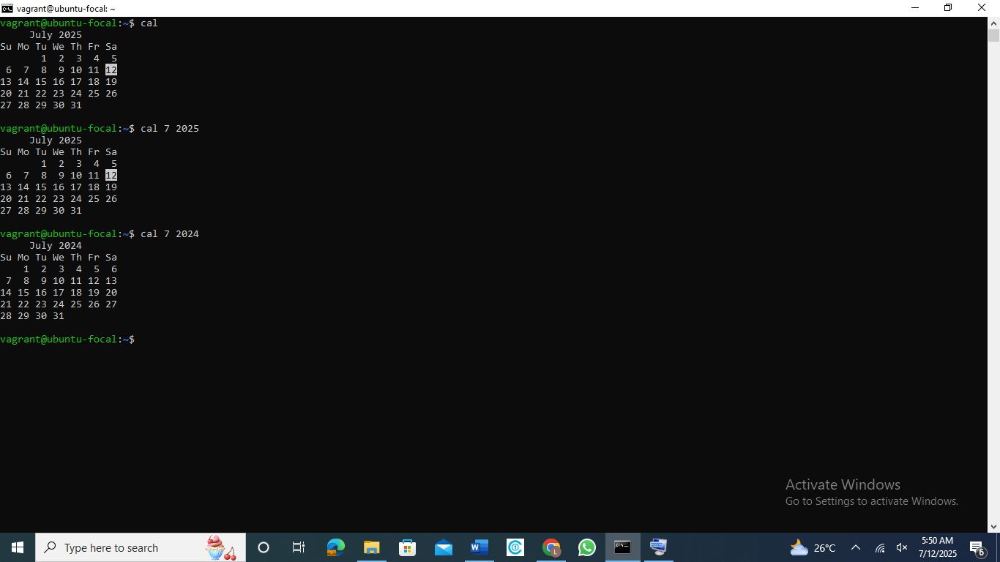 vagrant@ubuntu-focal: ~
vagrant@ubuntu-focal:~$ cal
     July 2025
Su Mo Tu We Th Fr Sa
       1  2  3  4  5
 6  7  8  9 10 11 12
13 14 15 16 17 18 19
20 21 22 23 24 25 26
27 28 29 30 31
vagrant@ubuntu-focal:~$ cal 7 2025
     July 2025
Su Mo Tu We Th Fr Sa
       1  2  3  4  5
 6  7  8  9 10 11 12
13 14 15 16 17 18 19
20 21 22 23 24 25 26
27 28 29 30 31
vagrant@ubuntu-focal:~$ cal 7 2024
     July 2024
Su Mo Tu We Th Fr Sa
    1  2  3  4  5  6
 7  8  9 10 11 12 13
14 15 16 17 18 19 20
21 22 23 24 25 26 27
28 29 30 31
vagrant@ubuntu-focal:~$
Activate Windows
Go to Settings to activate Windows.
Type here to search
26°C
5:50 AM
7/12/2025
6